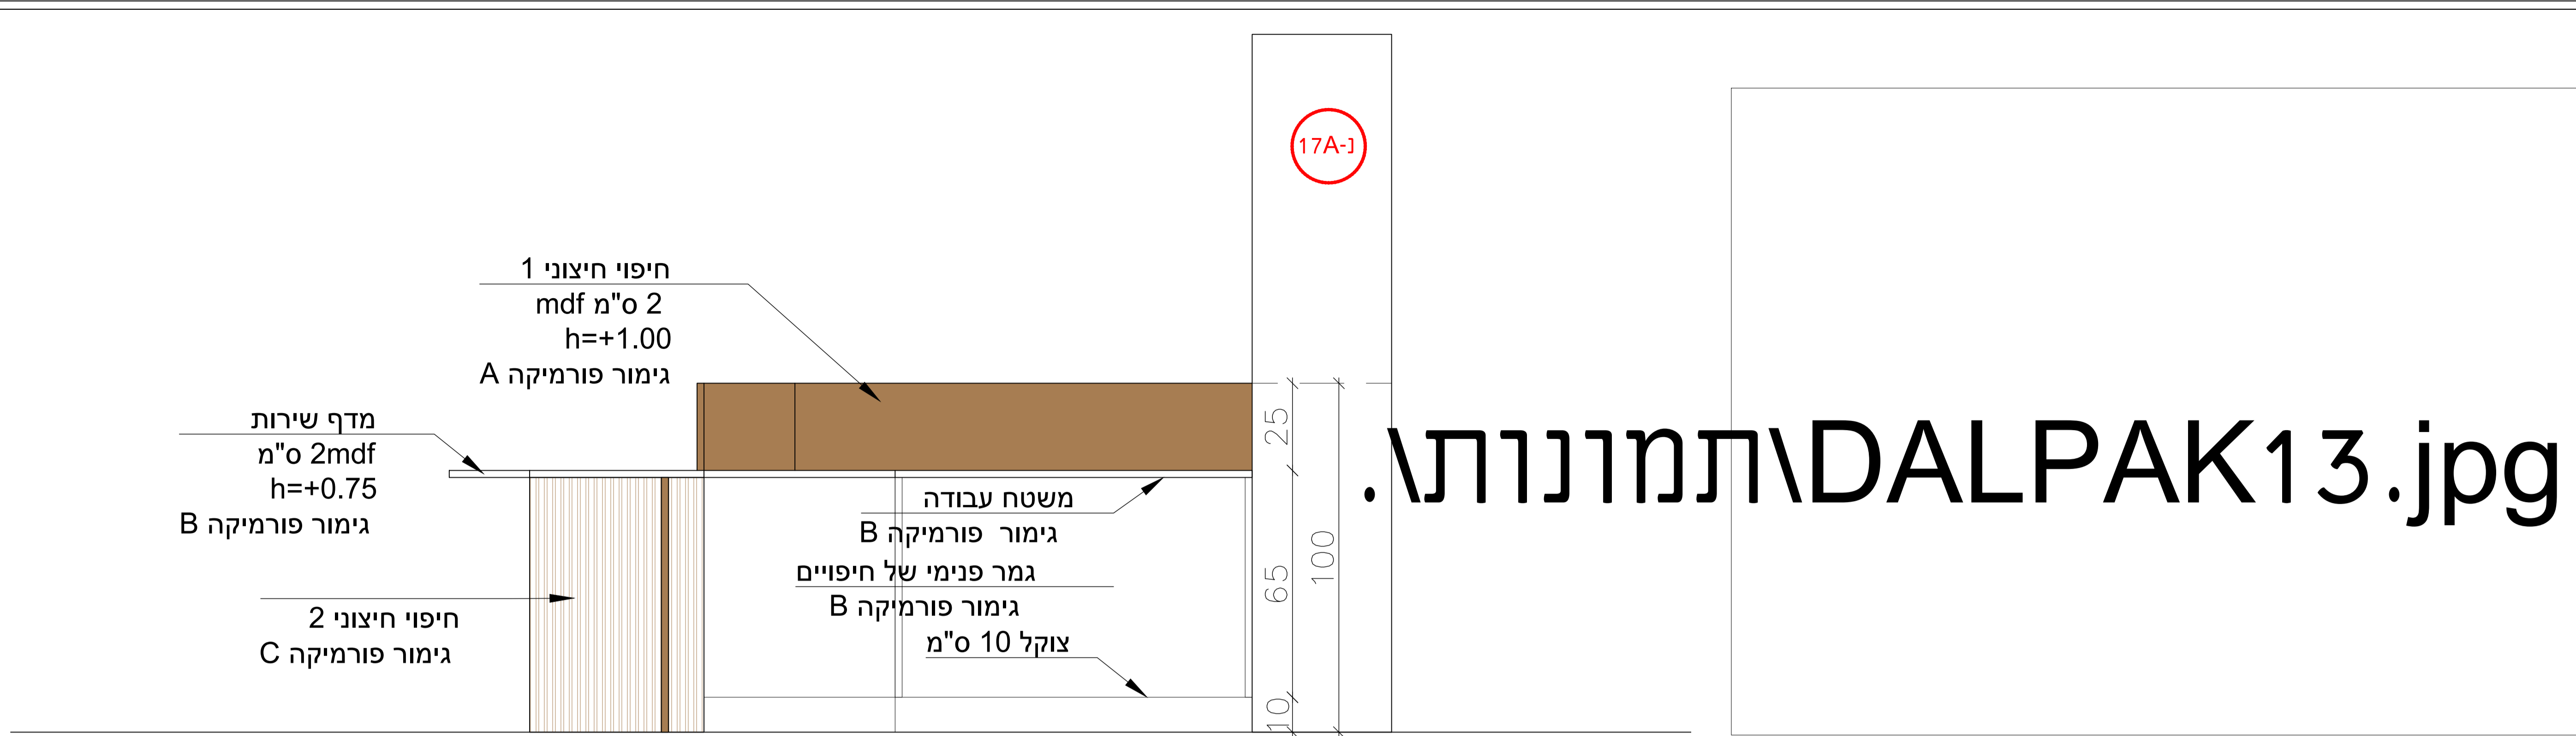 נ-17A
חיפוי חיצוני 1
2 ס"מ mdf
h=+1.00
גימור פורמיקה A
מדף שירות
2mdf ס"מ
h=+0.75
גימור פורמיקה B
חיפוי חיצוני 2
גימור פורמיקה C
משטח עבודה
גימור פורמיקה B
גמר פנימי של חיפויים
גימור פורמיקה B
צוקל 10 ס"מ
25
65
10
100
.\תמונות\DALPAK13.jpg